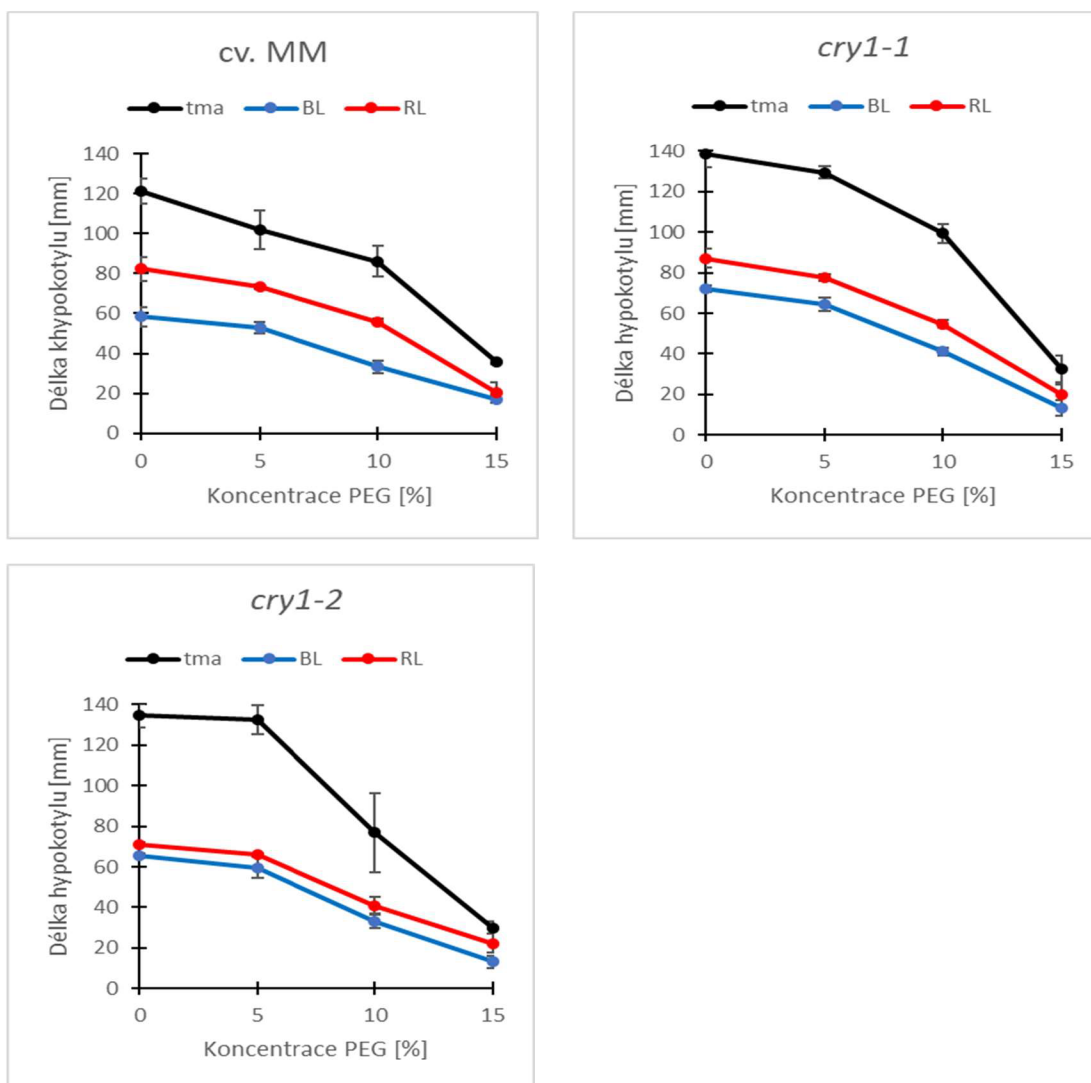 cv. MM
tma BL RL
Délka khypokotylu [mm]
140
120
100
80
60
40
20
0
0 5 10 15
Koncentrace PEG [%]
cry1-1
tma BL RL
Délka hypokotylu [mm]
140
120
100
80
60
40
20
0
0 5 10 15
Koncentrace PEG [%]
cry1-2
tma BL RL
Délka hypokotylu [mm]
140
120
100
80
60
40
20
0
0 5 10 15
Koncentrace PEG [%]